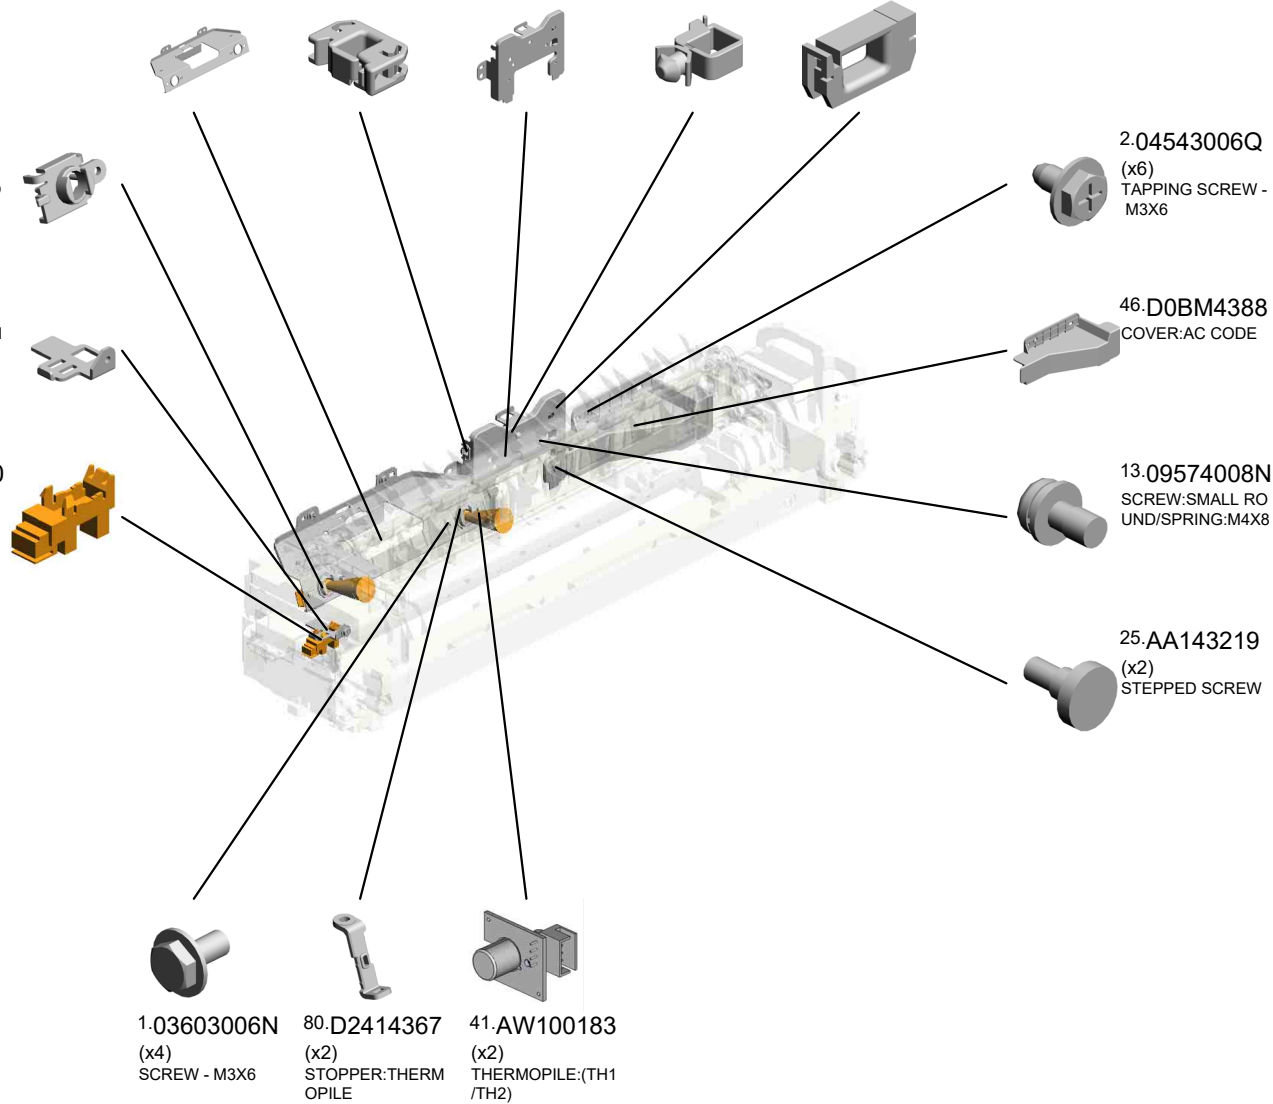 2.04543006Q
(x6)
TAPPING SCREW -
M3X6
46.D0BM4388
COVER:AC CODE
13.09574008N
SCREW:SMALL RO
UND/SPRING:M4X8
25.AA143219
(x2)
STEPPED SCREW
1.03603006N
(x4)
SCREW - M3X6
80.D2414367
(x2)
STOPPER:THERM
OPILE
41.AW100183
(x2)
THERMOPILE:(TH1
/TH2)